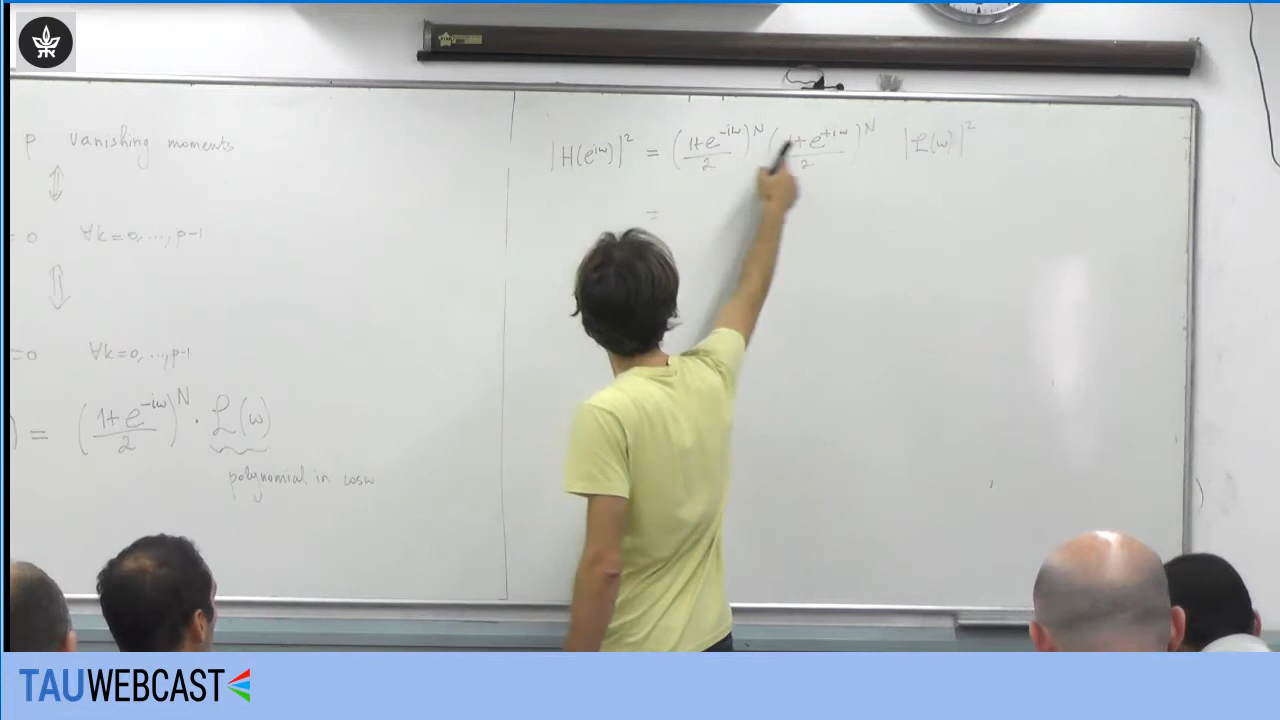 p vanishing moments
= 0 ∀k=0,...,p-1
=0 ∀k=0,...,p-1
) = ((1+e^{-iω})/2)^N · ℒ(ω)
polynomial in cosω
|H(e^{iω})|^2 = ((1+e^{-iω})/2)^N ((1+e^{+iω})/2)^N |ℒ(ω)|^2
=
TAUWEBCAST